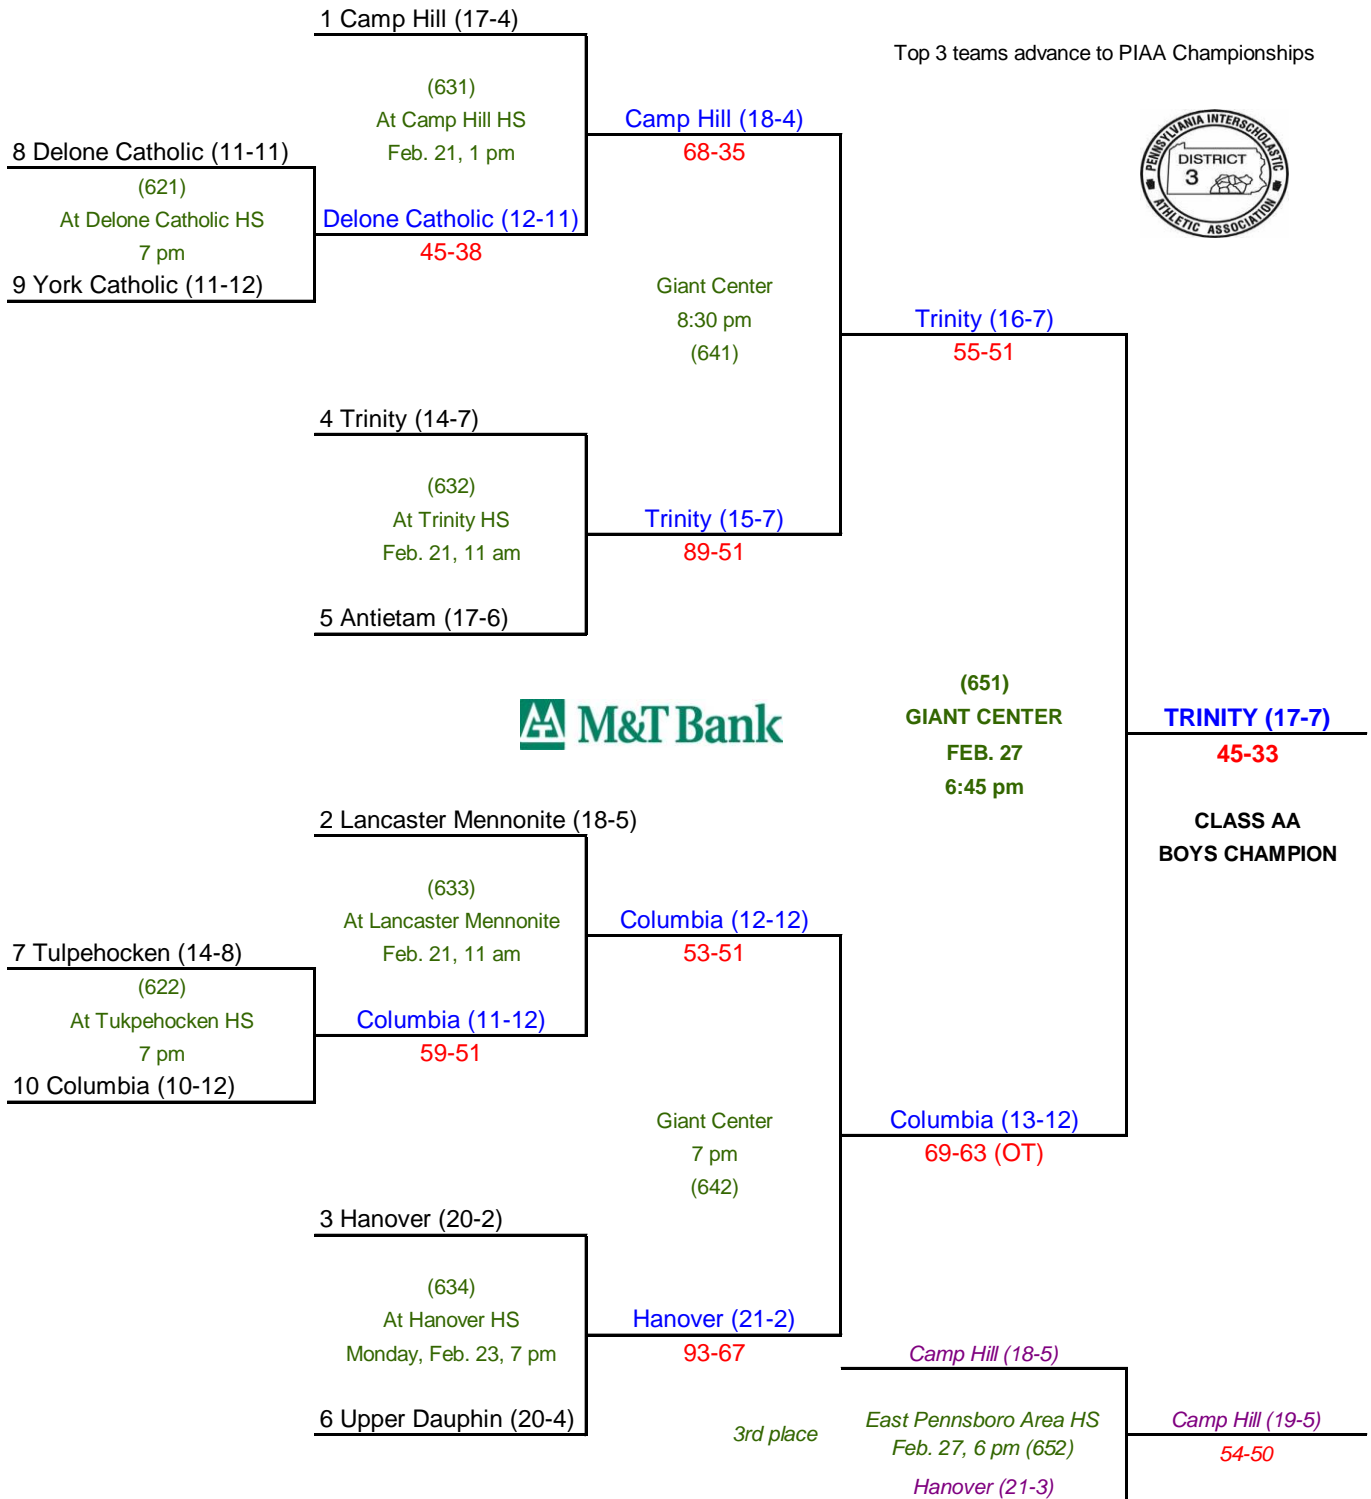 1 Camp Hill (17-4)
Top 3 teams advance to PIAA Championships
(631)
At Camp Hill HS
Feb. 21, 1 pm
Camp Hill (18-4)
68-35
PENNSYLVANIA INTERSCHOLASTIC
DISTRICT
3
ATHLETIC ASSOCIATION
8 Delone Catholic (11-11)
(621)
At Delone Catholic HS
7 pm
Delone Catholic (12-11)
45-38
9 York Catholic (11-12)
Giant Center
8:30 pm
(641)
Trinity (16-7)
55-51
4 Trinity (14-7)
(632)
At Trinity HS
Feb. 21, 11 am
Trinity (15-7)
89-51
5 Antietam (17-6)
M&T Bank
(651)
GIANT CENTER
FEB. 27
6:45 pm
TRINITY (17-7)
45-33
CLASS AA
BOYS CHAMPION
2 Lancaster Mennonite (18-5)
(633)
At Lancaster Mennonite
Feb. 21, 11 am
Columbia (12-12)
53-51
7 Tulpehocken (14-8)
(622)
At Tukpehocken HS
7 pm
Columbia (11-12)
59-51
10 Columbia (10-12)
Giant Center
7 pm
(642)
Columbia (13-12)
69-63 (OT)
3 Hanover (20-2)
(634)
At Hanover HS
Monday, Feb. 23, 7 pm
Hanover (21-2)
93-67
6 Upper Dauphin (20-4)
Camp Hill (18-5)
3rd place
East Pennsboro Area HS
Feb. 27, 6 pm (652)
Camp Hill (19-5)
54-50
Hanover (21-3)